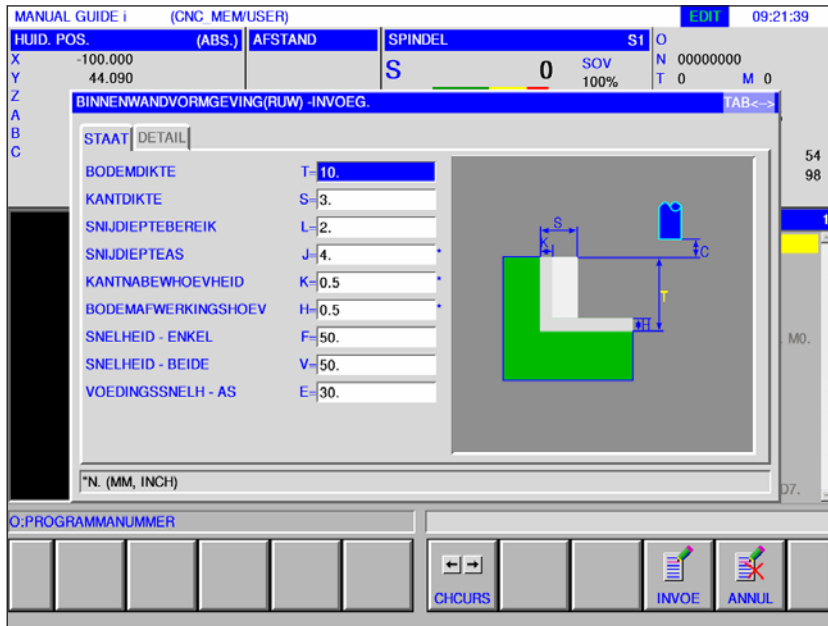 MANUAL GUIDE i (CNC_MEM/USER) EDIT 09:21:39
HUID. POS. (ABS.) AFSTAND SPINDEL S1 O
X -100.000 S 0 SOV N 00000000
Y 44.090 100% T 0 M 0
Z
A
B
C
54
98
BINNENWANDVORMGEVING(RUW) -INVOEG. TAB<-->
STAAT DETAIL
BODEMDIKTE T=10.
KANTDIKTE S=3.
SNIJDIEPTEBEREIK L=2.
SNIJDIEPTEAS J=4. *
KANTNABEWHOEVHEID K=0.5 *
BODEMAFWERKINGSHOEV H=0.5 *
SNELHEID - ENKEL F=50.
SNELHEID - BEIDE V=50.
VOEDINGSSNELH - AS E=30.
S
K
C
T
H
1
M0.
D7.
"N. (MM, INCH)
O:PROGRAMMANUMMER
CHCURS INVOE ANNUL